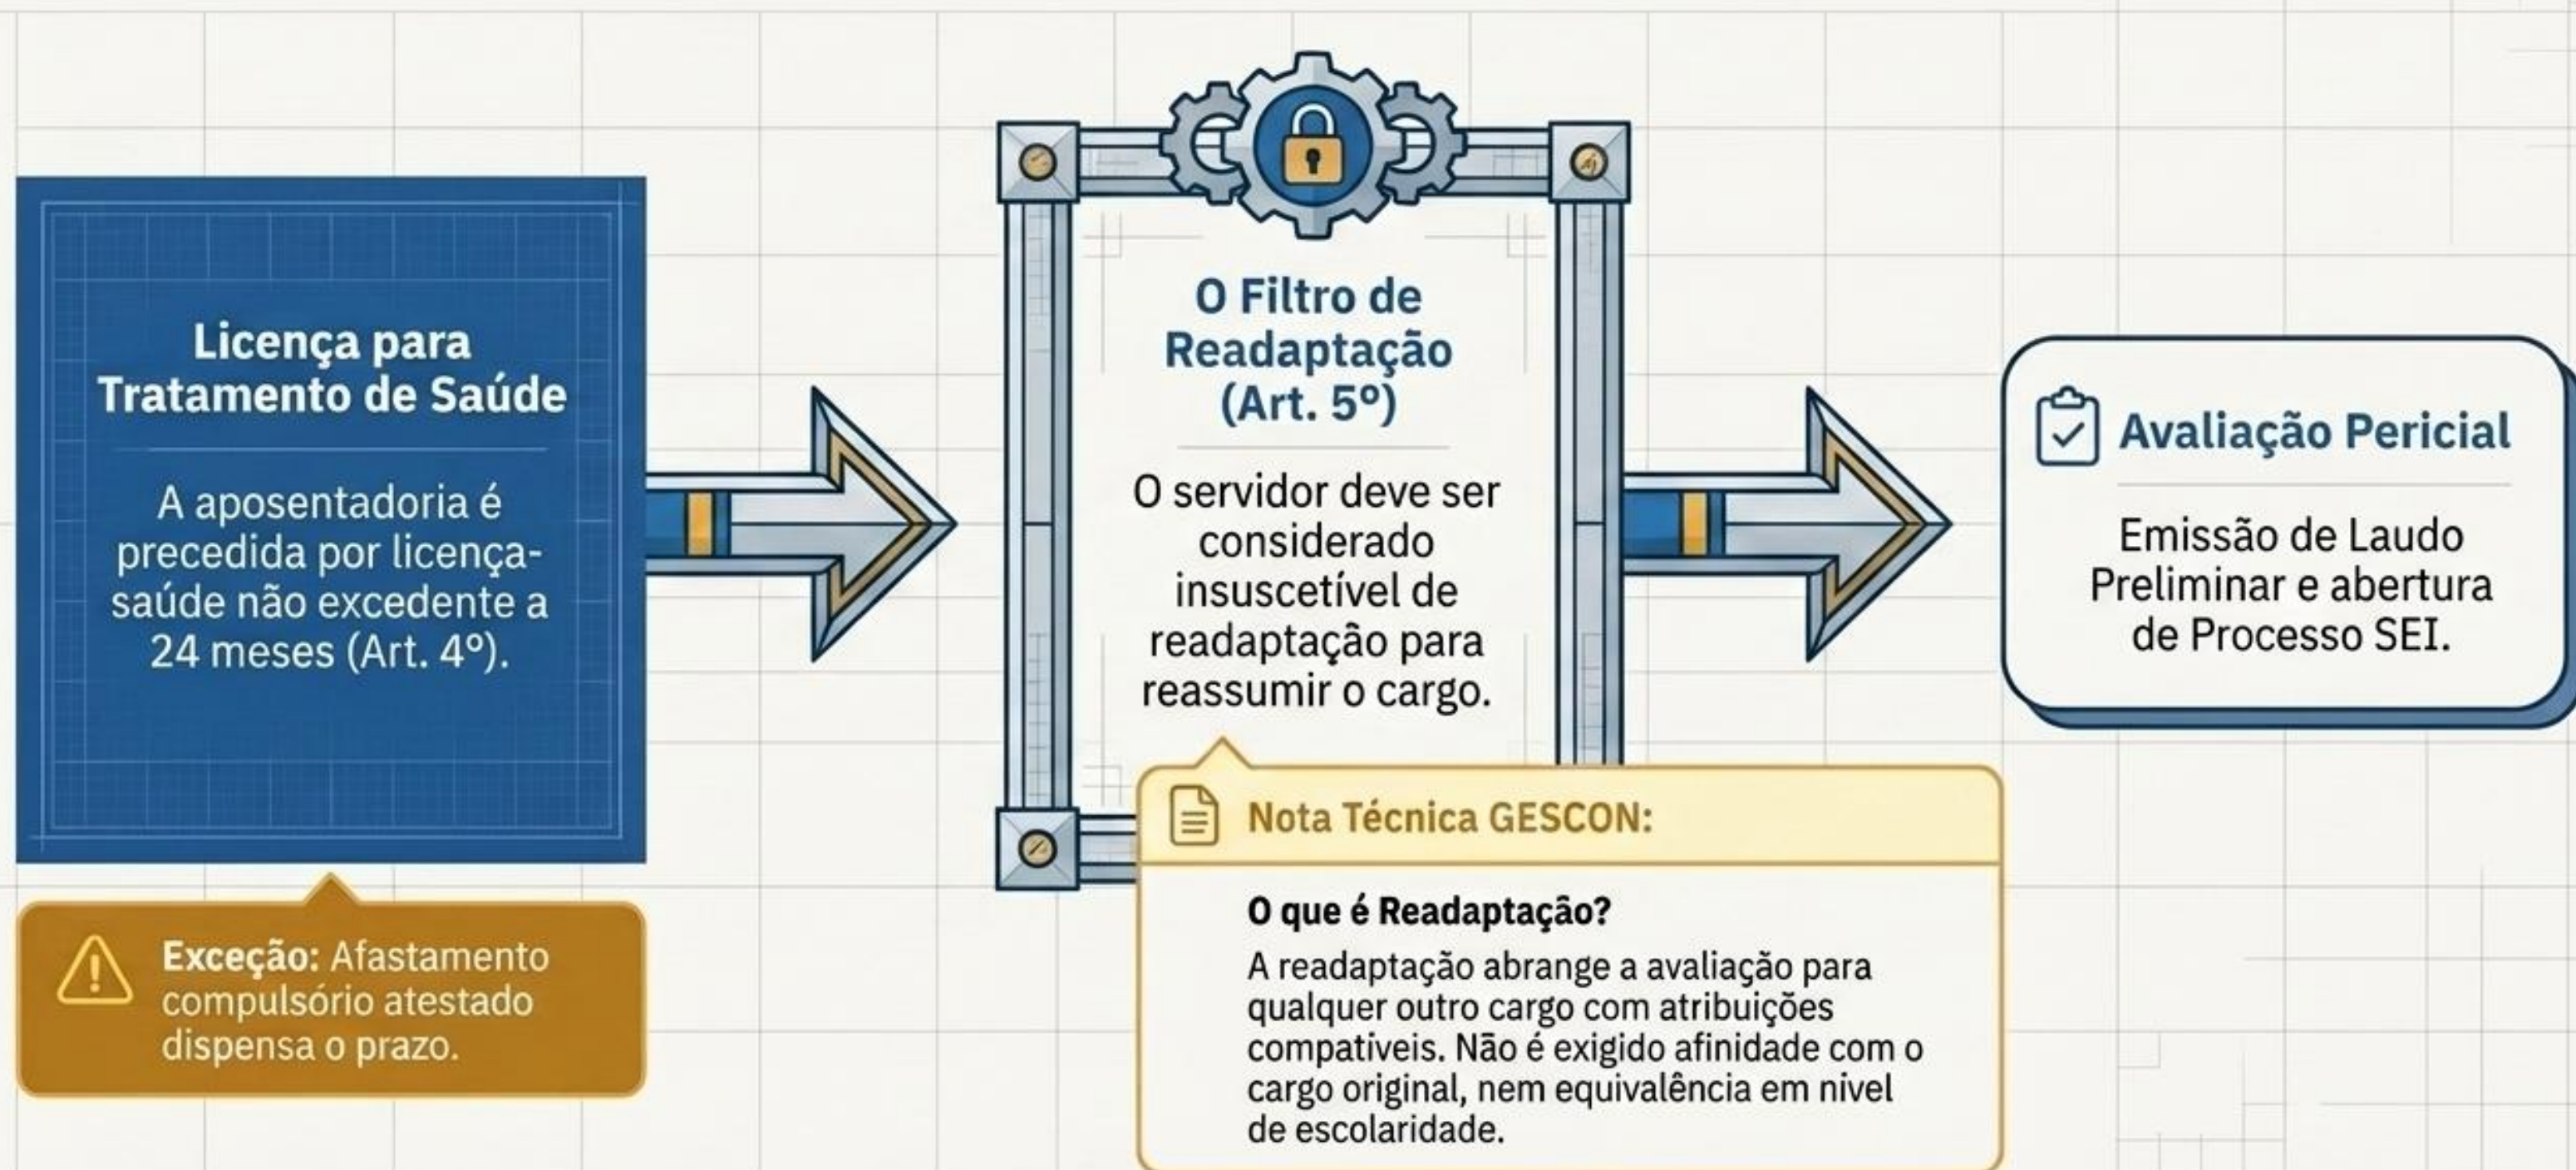 Licença para
Tratamento de Saúde
A aposentadoria é
precedida por licença-
saúde não excedente a
24 meses (Art. 4º).
Exceção: Afastamento
compulsório atestado
dispensa o prazo.
O Filtro de
Readaptação
(Art. 5º)
O servidor deve ser
considerado
insuscetível de
readaptação para
reassumir o cargo.
Nota Técnica GESCON:
O que é Readaptação?
A readaptação abrange a avaliação para
qualquer outro cargo com atribuições
compativeis. Não é exigido afinidade com o
cargo original, nem equivalência em nivel
de escolaridade.
Avaliação Pericial
Emissão de Laudo
Preliminar e abertura
de Processo SEI.